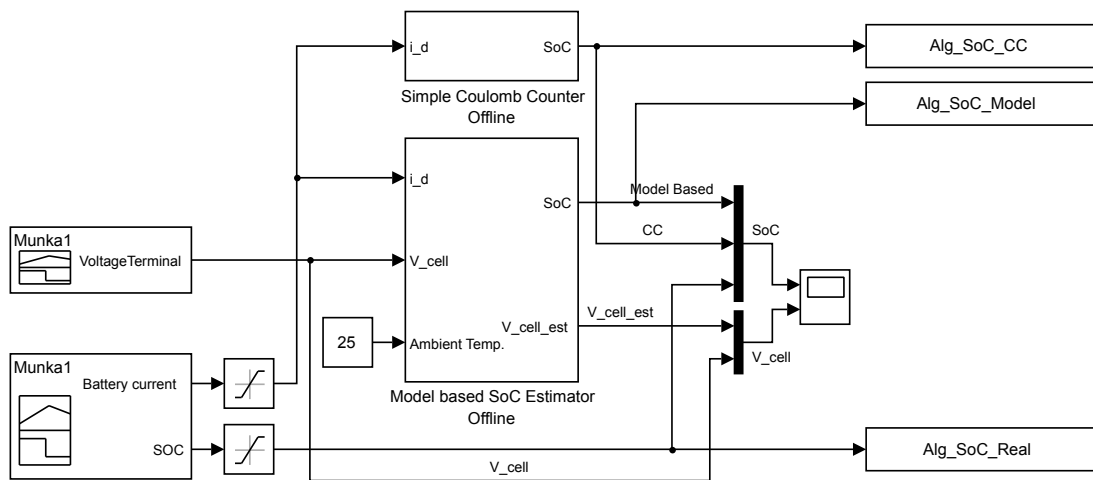 i_d
SoC
Alg_SoC_CC
Simple Coulomb Counter
Offline
Alg_SoC_Model
i_d
SoC
Model Based
CC
SoC
Munka1
VoltageTerminal
V_cell
V_cell_est
V_cell_est
25
Ambient Temp.
V_cell
Model based SoC Estimator
Offline
Munka1
Battery current
SOC
V_cell
Alg_SoC_Real